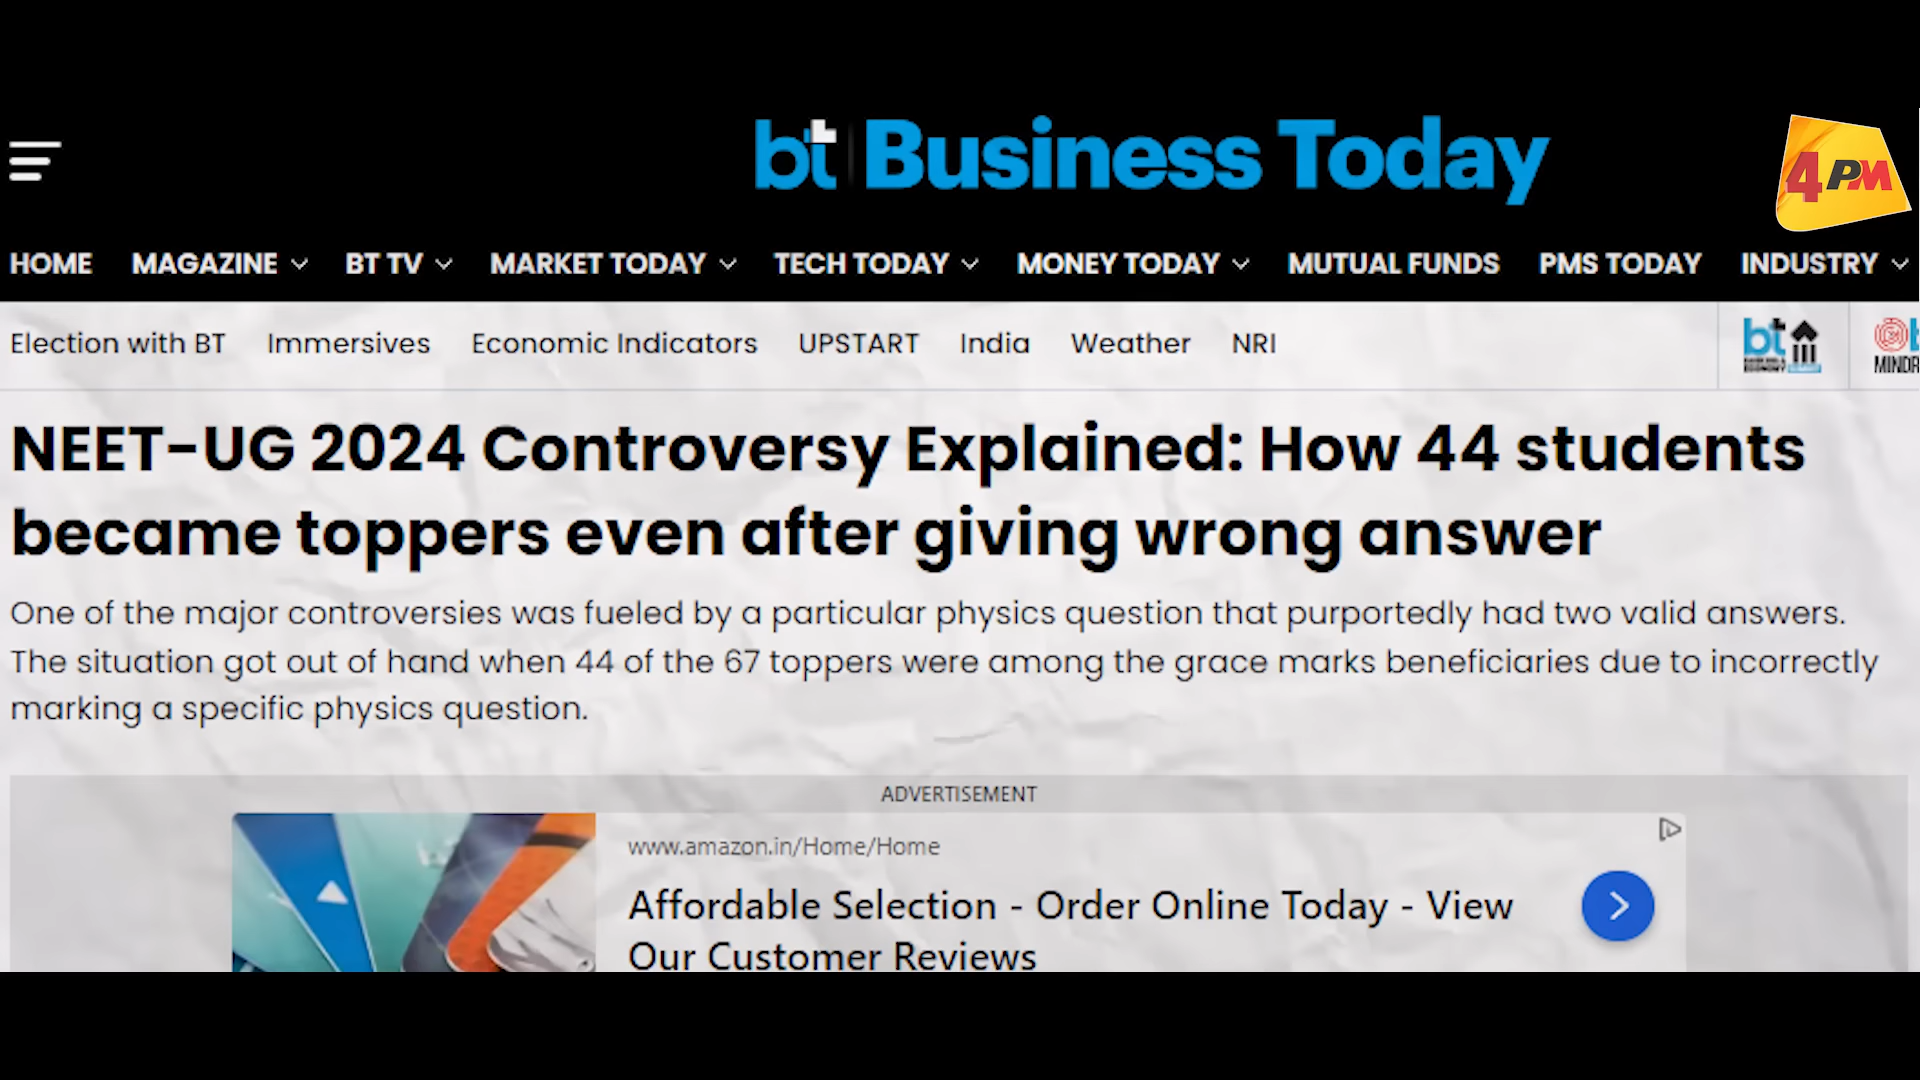 bt Business Today
4PM
HOME MAGAZINE BT TV MARKET TODAY TECH TODAY MONEY TODAY MUTUAL FUNDS PMS TODAY INDUSTRY
Election with BT Immersives Economic Indicators UPSTART India Weather NRI
bt
NEET-UG 2024 Controversy Explained: How 44 students
became toppers even after giving wrong answer
One of the major controversies was fueled by a particular physics question that purportedly had two valid answers.
The situation got out of hand when 44 of the 67 toppers were among the grace marks beneficiaries due to incorrectly
marking a specific physics question.
ADVERTISEMENT
www.amazon.in/Home/Home
Affordable Selection - Order Online Today - View
Our Customer Reviews